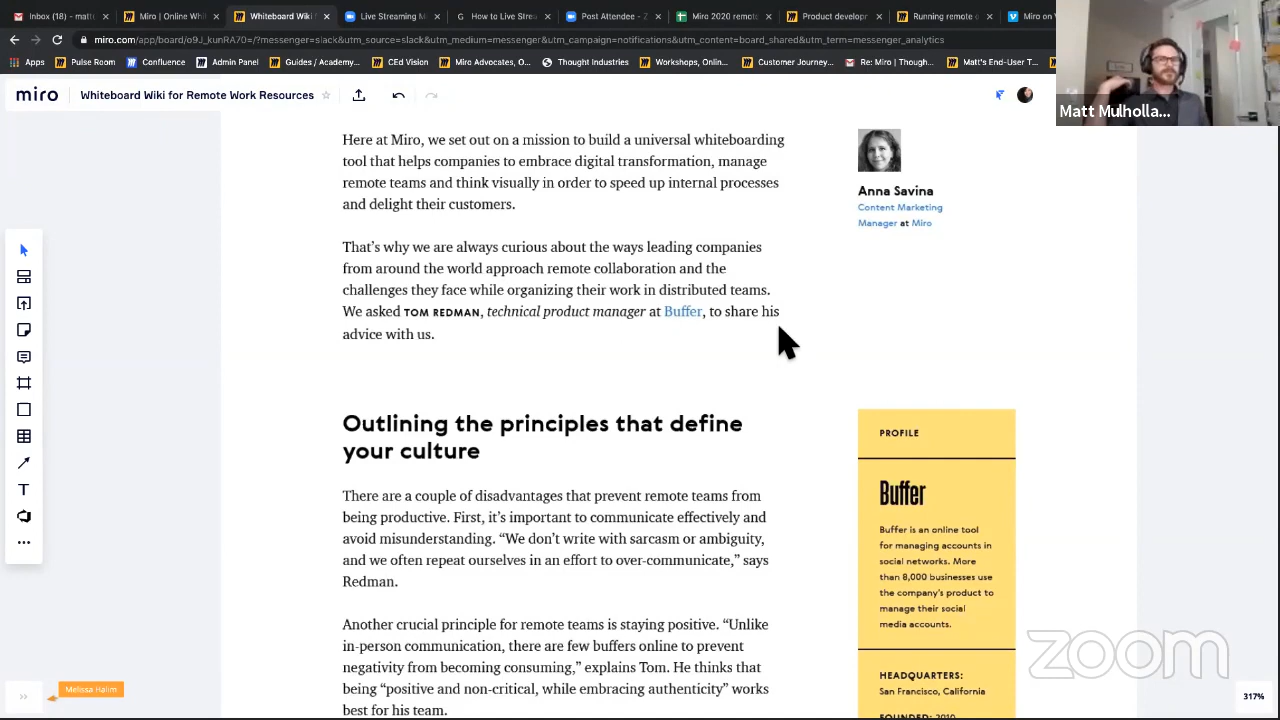 Inbox (18) - matt
Miro | Online Whi
Whiteboard Wiki
Live Streaming M
How to Live Strea
Post Attendee - Z
Miro 2020 remot
Product developr
Running remote
Miro on V
miro.com/app/board/o9J_kunRA70=/?messenger=slack&utm_source=slack&utm_medium=messenger&utm_campaign=notifications&utm_content=board_shared&utm_term=messenger_analytics
Apps
Pulse Room
Confluence
Admin Panel
Guides / Academy...
CED Vision
Miro Advocates, O...
Thought Industries
Workshops, Onlin...
Customer Journey...
Re: Miro | Though...
Matt's End-User T...
Matt Mulholla...
miro
Whiteboard Wiki for Remote Work Resources
Here at Miro, we set out on a mission to build a universal whiteboarding
tool that helps companies to embrace digital transformation, manage
remote teams and think visually in order to speed up internal processes
and delight their customers.
That's why we are always curious about the ways leading companies
from around the world approach remote collaboration and the
challenges they face while organizing their work in distributed teams.
We asked TOM REDMAN, technical product manager at Buffer, to share his
advice with us.
Anna Savina
Content Marketing
Manager at Miro
Outlining the principles that define
your culture
There are a couple of disadvantages that prevent remote teams from
being productive. First, it's important to communicate effectively and
avoid misunderstanding. “We don't write with sarcasm or ambiguity,
and we often repeat ourselves in an effort to over-communicate,” says
Redman.
Another crucial principle for remote teams is staying positive. “Unlike
in-person communication, there are few buffers online to prevent
negativity from becoming consuming,” explains Tom. He thinks that
being “positive and non-critical, while embracing authenticity” works
best for his team.
PROFILE
Buffer
Buffer is an online tool
for managing accounts in
social networks. More
than 8,000 businesses use
the company's product to
manage their social
media accounts.
HEADQUARTERS:
San Francisco, California
FOUNDED: 2010
Melissa Halim
zoom
317%